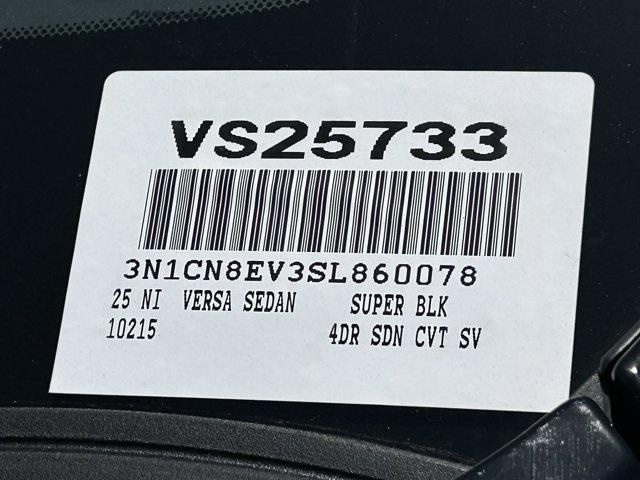 VS25733
3N1CN8EV3SL860078
25 NI VERSA SEDAN SUPER BLK
10215 4DR SDN CVT SV